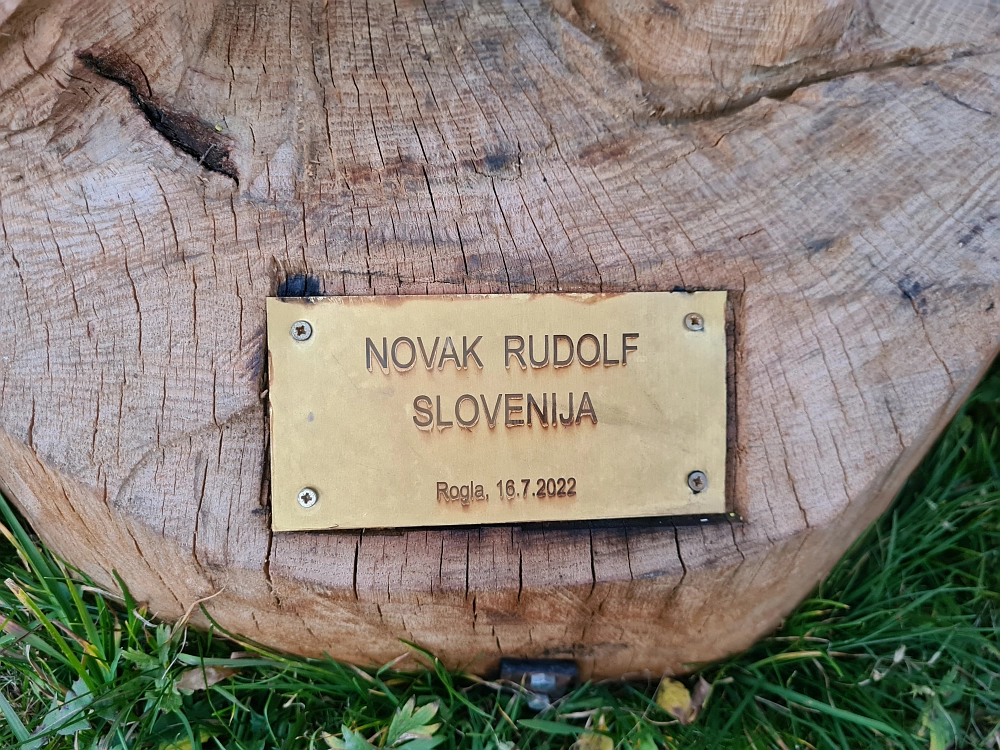 NOVAK RUDOLF
SLOVENIJA
Rogla, 16.7.2022